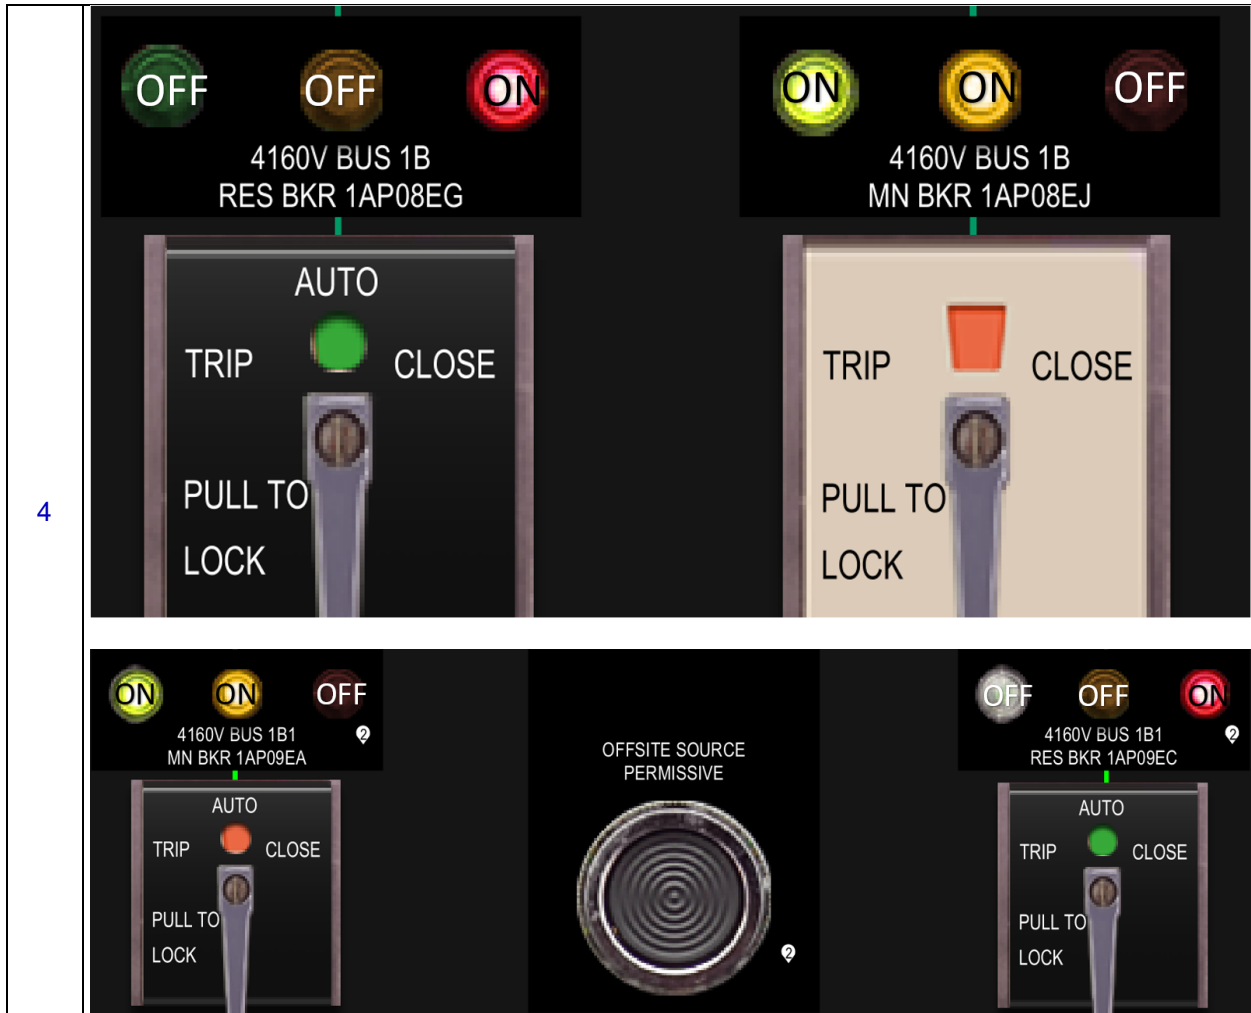 4
OFF OFF ON
4160V BUS 1B
RES BKR 1AP08EG
AUTO
TRIP CLOSE
PULL TO
LOCK
ON ON OFF
4160V BUS 1B
MN BKR 1AP08EJ
TRIP CLOSE
PULL TO
LOCK
ON ON OFF
4160V BUS 1B1
MN BKR 1AP09EA
2
AUTO
TRIP CLOSE
PULL TO
LOCK
OFFSITE SOURCE
PERMISSIVE
2
OFF OFF ON
4160V BUS 1B1
RES BKR 1AP09EC
2
AUTO
TRIP CLOSE
PULL TO
LOCK